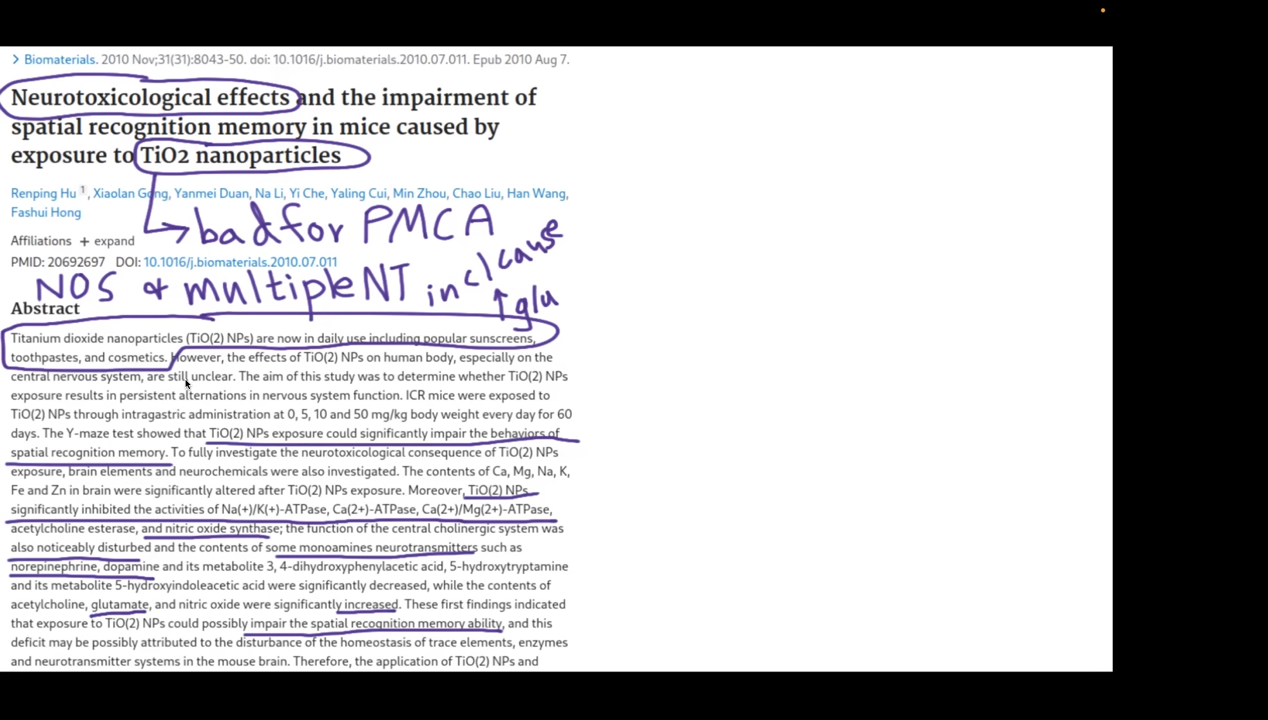 > Biomaterials. 2010 Nov;31(31):8043-50. doi: 10.1016/j.biomaterials.2010.07.011. Epub 2010 Aug 7.
Neurotoxicological effects and the impairment of
spatial recognition memory in mice caused by
exposure to TiO2 nanoparticles
Renping Hu 1, Xiaolan Gong, Yanmei Duan, Na Li, Yi Che, Yaling Cui, Min Zhou, Chao Liu, Han Wang,
Fashui Hong
bad for PMCA
Affiliations + expand
PMID: 20692697 DOI: 10.1016/j.biomaterials.2010.07.011
NOS & multiple NT incl cause
↑glu
Abstract
Titanium dioxide nanoparticles (TiO(2) NPs) are now in daily use including popular sunscreens,
toothpastes, and cosmetics. However, the effects of TiO(2) NPs on human body, especially on the
central nervous system, are still unclear. The aim of this study was to determine whether TiO(2) NPs
exposure results in persistent alternations in nervous system function. ICR mice were exposed to
TiO(2) NPs through intragastric administration at 0, 5, 10 and 50 mg/kg body weight every day for 60
days. The Y-maze test showed that TiO(2) NPs exposure could significantly impair the behaviors of
spatial recognition memory. To fully investigate the neurotoxicological consequence of TiO(2) NPs
exposure, brain elements and neurochemicals were also investigated. The contents of Ca, Mg, Na, K,
Fe and Zn in brain were significantly altered after TiO(2) NPs exposure. Moreover, TiO(2) NPs
significantly inhibited the activities of Na(+)/K(+)-ATPase, Ca(2+)-ATPase, Ca(2+)/Mg(2+)-ATPase,
acetylcholine esterase, and nitric oxide synthase; the function of the central cholinergic system was
also noticeably disturbed and the contents of some monoamines neurotransmitters such as
norepinephrine, dopamine and its metabolite 3, 4-dihydroxyphenylacetic acid, 5-hydroxytryptamine
and its metabolite 5-hydroxyindoleacetic acid were significantly decreased, while the contents of
acetylcholine, glutamate, and nitric oxide were significantly increased. These first findings indicated
that exposure to TiO(2) NPs could possibly impair the spatial recognition memory ability, and this
deficit may be possibly attributed to the disturbance of the homeostasis of trace elements, enzymes
and neurotransmitter systems in the mouse brain. Therefore, the application of TiO(2) NPs and